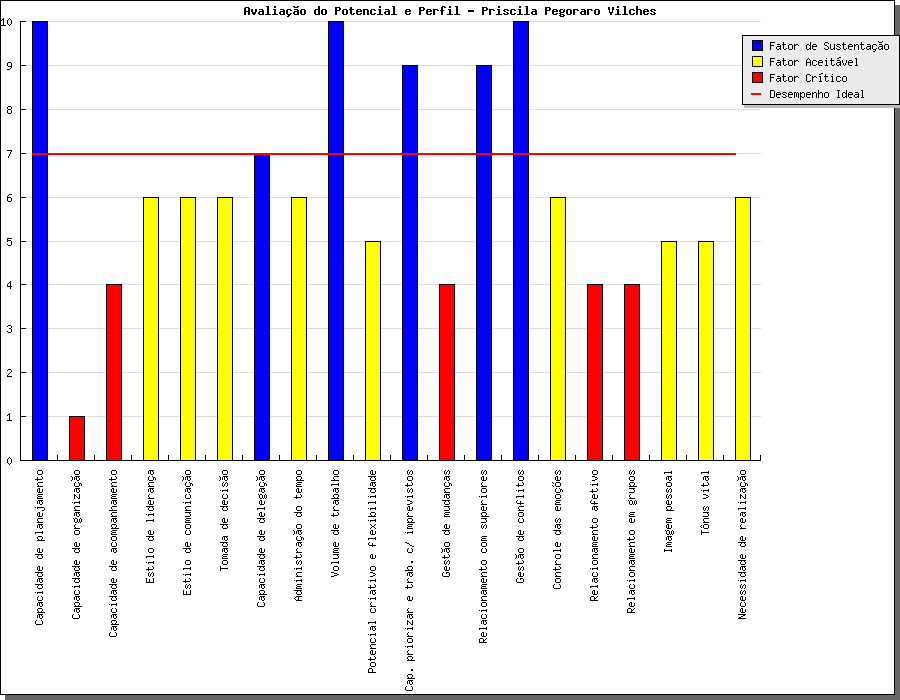 Avaliação do Potencial e Perfil - Priscila Pegoraro Vilches
Fator de Sustentação
Fator Aceitável
Fator Crítico
Desempenho Ideal
10
9
8
7
6
5
4
3
2
1
0
Capacidade de planejamento
Capacidade de organização
Capacidade de acompanhamento
Estilo de liderança
Estilo de comunicação
Tomada de decisão
Capacidade de delegação
Administração do tempo
Volume de trabalho
Potencial criativo e flexibilidade
Cap. priorizar e trab. c/ imprevistos
Gestão de mudanças
Relacionamento com superiores
Gestão de conflitos
Controle das emoções
Relacionamento afetivo
Relacionamento em grupos
Imagem pessoal
Tônus vital
Necessidade de realização